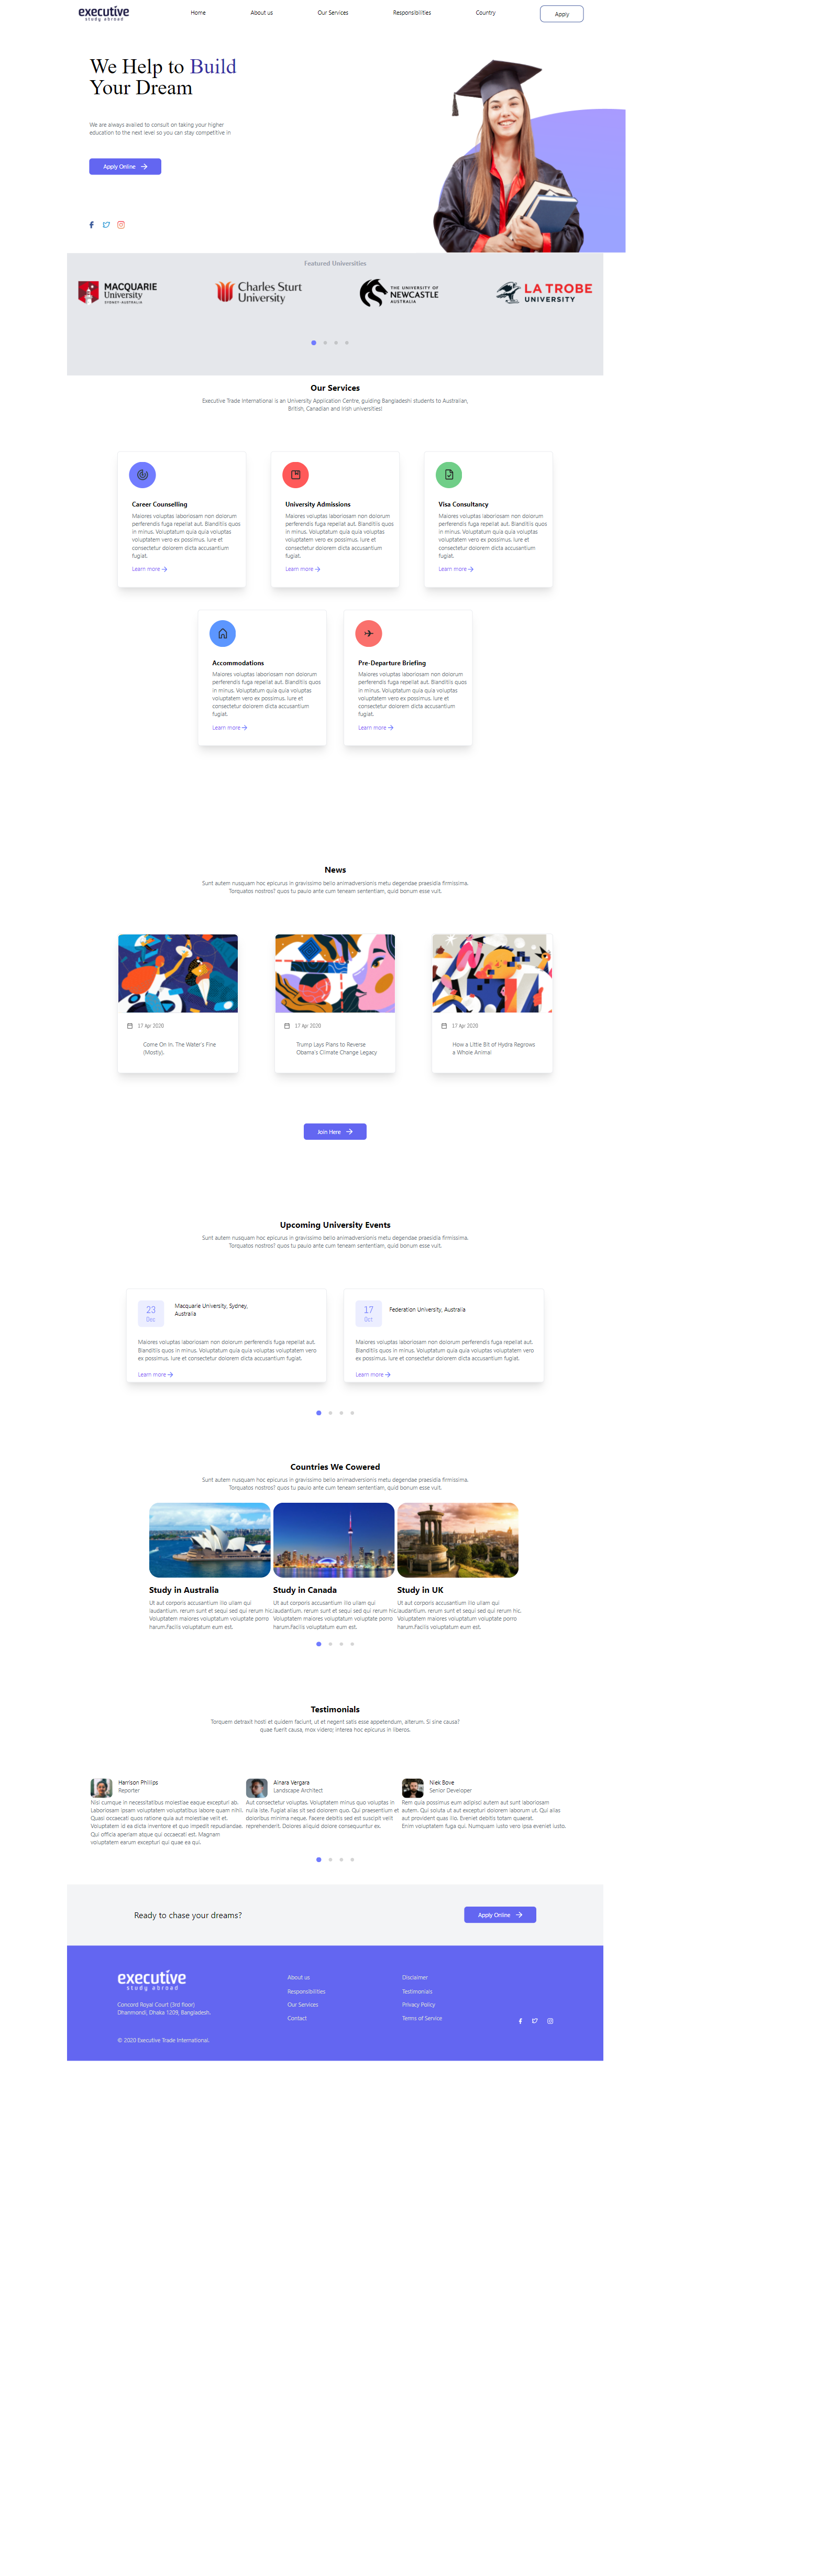 executive
study abroad
Home
About us
Our Services
Responsibilities
Country
Apply
We Help to Build
Your Dream
We are always availed to consult on taking your higher
education to the next level so you can stay competitive in
Apply Online
Featured Universities
MACQUARIE
University
SYDNEY·AUSTRALIA
Charles Sturt
University
THE UNIVERSITY OF
NEWCASTLE
AUSTRALIA
LA TROBE
UNIVERSITY
Our Services
Executive Trade International is an University Application Centre, guiding Bangladeshi students to Australian,
British, Canadian and Irish universities!
Career Counselling
Maiores voluptas laboriosam non dolorum
perferendis fuga repellat aut. Blanditiis quos
in minus. Voluptatum quia quia voluptas
voluptatem vero ex possimus. Iure et
consectetur dolorem dicta accusantium
fugiat.
Learn more
University Admissions
Maiores voluptas laboriosam non dolorum
perferendis fuga repellat aut. Blanditiis quos
in minus. Voluptatum quia quia voluptas
voluptatem vero ex possimus. Iure et
consectetur dolorem dicta accusantium
fugiat.
Learn more
Visa Consultancy
Maiores voluptas laboriosam non dolorum
perferendis fuga repellat aut. Blanditiis quos
in minus. Voluptatum quia quia voluptas
voluptatem vero ex possimus. Iure et
consectetur dolorem dicta accusantium
fugiat.
Learn more
Accommodations
Maiores voluptas laboriosam non dolorum
perferendis fuga repellat aut. Blanditiis quos
in minus. Voluptatum quia quia voluptas
voluptatem vero ex possimus. Iure et
consectetur dolorem dicta accusantium
fugiat.
Learn more
Pre-Departure Briefing
Maiores voluptas laboriosam non dolorum
perferendis fuga repellat aut. Blanditiis quos
in minus. Voluptatum quia quia voluptas
voluptatem vero ex possimus. Iure et
consectetur dolorem dicta accusantium
fugiat.
Learn more
News
Sunt autem nusquam hoc epicurus in gravissimo bello animadversionis metu degendae praesidia firmissima.
Torquatos nostros? quos tu paulo ante cum teneam sententiam, quid bonum esse vult.
17 Apr 2020
Come On In, The Water's Fine
(Mostly).
17 Apr 2020
Trump Lays Plans to Reverse
Obama's Climate Change Legacy
17 Apr 2020
How a Little Bit of Hydra Regrows
a Whole Animal
Join Here
Upcoming University Events
Sunt autem nusquam hoc epicurus in gravissimo bello animadversionis metu degendae praesidia firmissima.
Torquatos nostros? quos tu paulo ante cum teneam sententiam, quid bonum esse vult.
23
Dec
Macquarie University, Sydney,
Australia
Maiores voluptas laboriosam non dolorum perferendis fuga repellat aut.
Blanditiis quos in minus. Voluptatum quia quia voluptas voluptatem vero
ex possimus. Iure et consectetur dolorem dicta accusantium fugiat.
Learn more
17
Oct
Federation University, Australia
Maiores voluptas laboriosam non dolorum perferendis fuga repellat aut.
Blanditiis quos in minus. Voluptatum quia quia voluptas voluptatem vero
ex possimus. Iure et consectetur dolorem dicta accusantium fugiat.
Learn more
Countries We Cowered
Sunt autem nusquam hoc epicurus in gravissimo bello animadversionis metu degendae praesidia firmissima.
Torquatos nostros? quos tu paulo ante cum teneam sententiam, quid bonum esse vult.
Study in Australia
Ut aut corporis accusantium illo ullam qui
laudantium. rerum sunt et sequi sed qui rerum hic.
Voluptatem maiores voluptatum voluptate porro
harum.Facilis voluptatum eum est.
Study in Canada
Ut aut corporis accusantium illo ullam qui
laudantium. rerum sunt et sequi sed qui rerum hic.
Voluptatem maiores voluptatum voluptate porro
harum.Facilis voluptatum eum est.
Study in UK
Ut aut corporis accusantium illo ullam qui
laudantium. rerum sunt et sequi sed qui rerum hic.
Voluptatem maiores voluptatum voluptate porro
harum.Facilis voluptatum eum est.
Testimonials
Torquem detraxit hosti et quidem faciunt, ut et negent satis esse appetendum, alterum. Si sine causa?
quae fuerit causa, mox videro; interea hoc epicurus in liberos.
Harrison Phillips
Reporter
Nisi cumque in necessitatibus molestiae eaque excepturi ab.
Laboriosam ipsam voluptatem voluptatibus labore quam nihil.
Quasi occaecati quos ratione quia aut molestiae velit et.
Voluptatem id ea dicta inventore et quo impedit repudiandae.
Qui officia aperiam atque qui occaecati est. Magnam
voluptatem earum excepturi qui quae ea qui.
Ainara Vergara
Landscape Architect
Aut consectetur voluptas. Voluptatem minus quo voluptas in
nulla iste. Fugiat alias sit sed dolorem quo. Qui praesentium et
doloribus minima neque. Facere debitis sed est suscipit velit
reprehenderit. Dolores aliquid dolore consequuntur ex.
Niek Bove
Senior Developer
Rem quia possimus eum adipisci autem aut sunt laboriosam
autem. Qui soluta ut aut excepturi dolorem laborum ut. Qui alias
aut provident quas illo. Eveniet debitis totam quaerat.
Enim voluptatem fuga qui. Numquam iusto vero ipsa eveniet iusto.
Ready to chase your dreams?
Apply Online
executive
study abroad
Concord Royal Court (3rd floor)
Dhanmondi, Dhaka 1209, Bangladesh.
© 2020 Executive Trade International.
About us
Responsibilities
Our Services
Contact
Disclaimer
Testimonials
Privacy Policy
Terms of Service